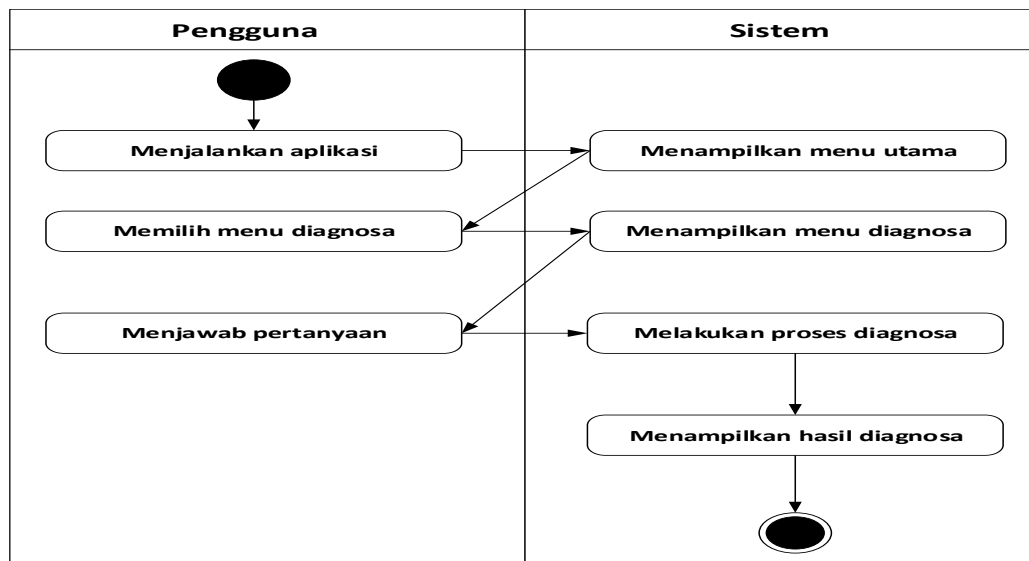 Pengguna
Sistem
Menjalankan aplikasi
Menampilkan menu utama
Memilih menu diagnosa
Menampilkan menu diagnosa
Menjawab pertanyaan
Melakukan proses diagnosa
Menampilkan hasil diagnosa